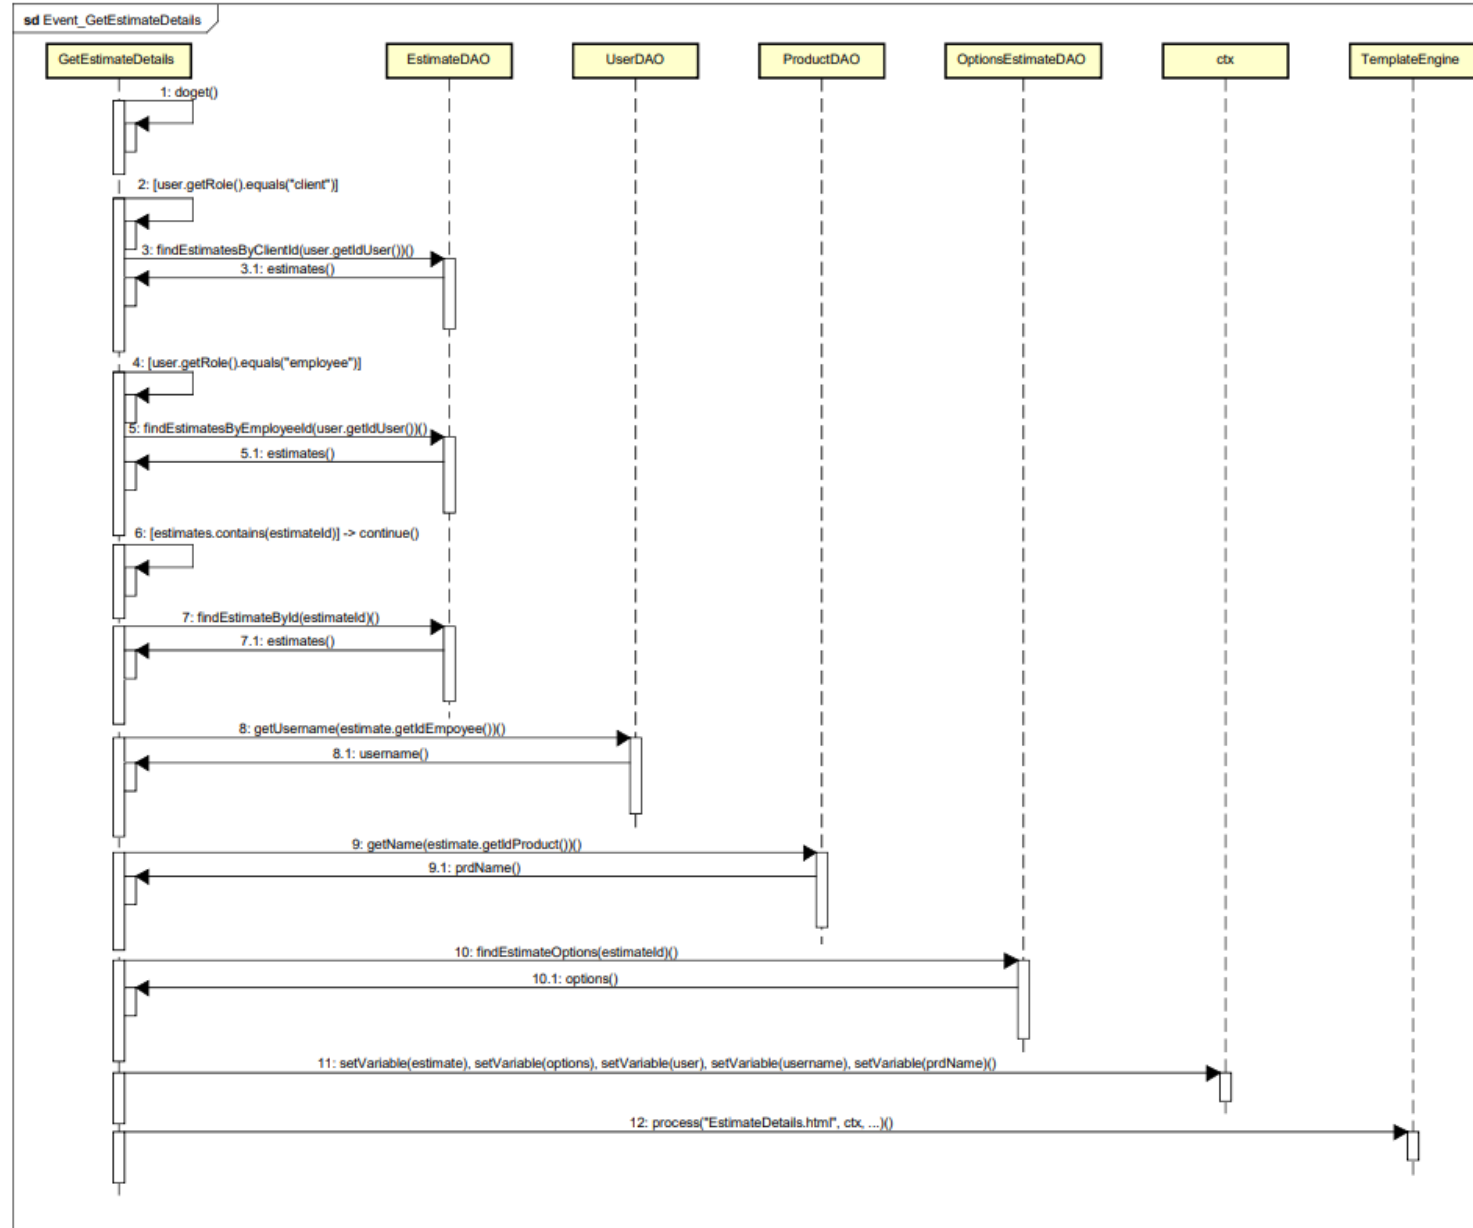 sd Event_GetEstimateDetails
GetEstimateDetails
EstimateDAO
UserDAO
ProductDAO
OptionsEstimateDAO
ctx
TemplateEngine
1: doget()
2: [user.getRole().equals("client")]
3: findEstimatesByClientId(user.getIdUser())()
3.1: estimates()
4: [user.getRole().equals("employee")]
5: findEstimatesByEmployeeId(user.getIdUser())()
5.1: estimates()
6: [estimates.contains(estimateId)] -> continue()
7: findEstimateById(estimateId)()
7.1: estimates()
8: getUsername(estimate.getIdEmpoyee())()
8.1: username()
9: getName(estimate.getIdProduct())()
9.1: prdName()
10: findEstimateOptions(estimateId)()
10.1: options()
11: setVariable(estimate), setVariable(options), setVariable(user), setVariable(username), setVariable(prdName)()
12: process("EstimateDetails.html", ctx, ...)()